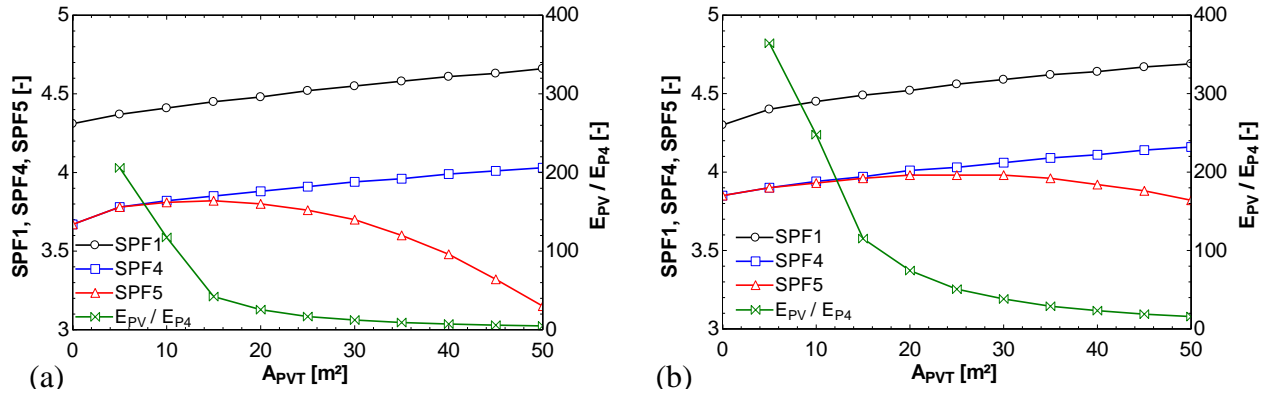 5
4.5
4
3.5
3
400
300
200
100
0
SPF1, SPF4, SPF5 [-]
E_PV / E_P4 [-]
SPF1
SPF4
SPF5
E_PV / E_P4
0 10 20 30 40 50
A_PVT [m²]
(a)
5
4.5
4
3.5
3
400
300
200
100
0
SPF1, SPF4, SPF5 [-]
E_PV / E_P4 [-]
SPF1
SPF4
SPF5
E_PV / E_P4
0 10 20 30 40 50
A_PVT [m²]
(b)